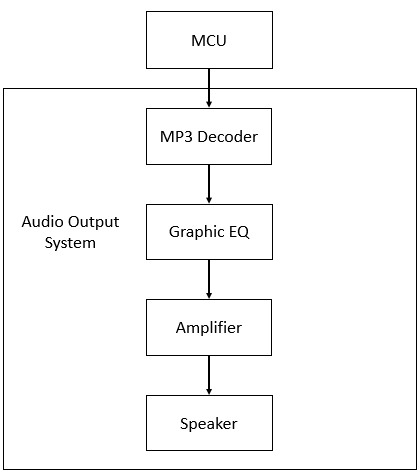 MCU
MP3 Decoder
Audio Output
System
Graphic EQ
Amplifier
Speaker